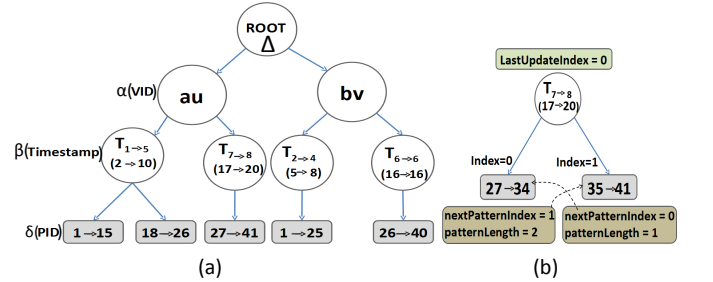 ROOT
Δ
α(VID)
au
bv
β(Timestamp)
T1→5
(2→10)
T7→8
(17→20)
T2→4
(5→8)
T6→6
(16→16)
δ(PID)
1→15
18→26
27→41
1→25
26→40
(a)
LastUpdateIndex = 0
T7→8
(17→20)
Index=0
Index=1
27→34
35→41
nextPatternIndex = 1
patternLength = 2
nextPatternIndex = 0
patternLength = 1
(b)